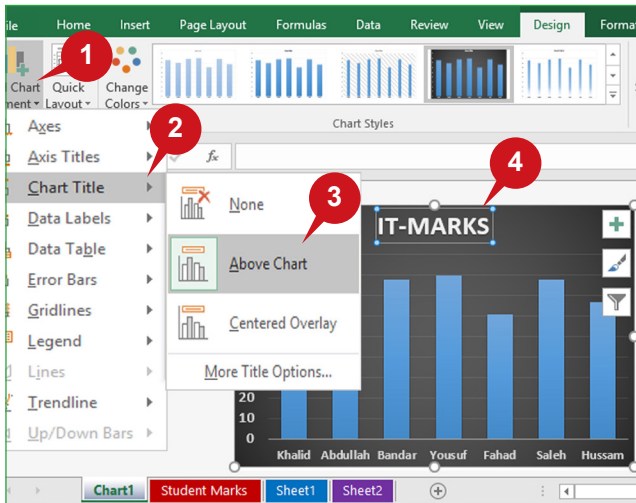 ile Home Insert Page Layout Formulas Data Review View Design Forma
1
Chart Quick Change
ment Layout Colors
Chart Styles
2
Axes
Axis Titles
fx
Chart Title
Data Labels
Data Table
Error Bars
Gridlines
Legend
Lines
Trendline
Up/Down Bars
3
None
Above Chart
Centered Overlay
More Title Options...
4
IT-MARKS
20
10
0
Khalid Abdullah Bandar Yousuf Fahad Saleh Hussam
Chart1 Student Marks Sheet1 Sheet2